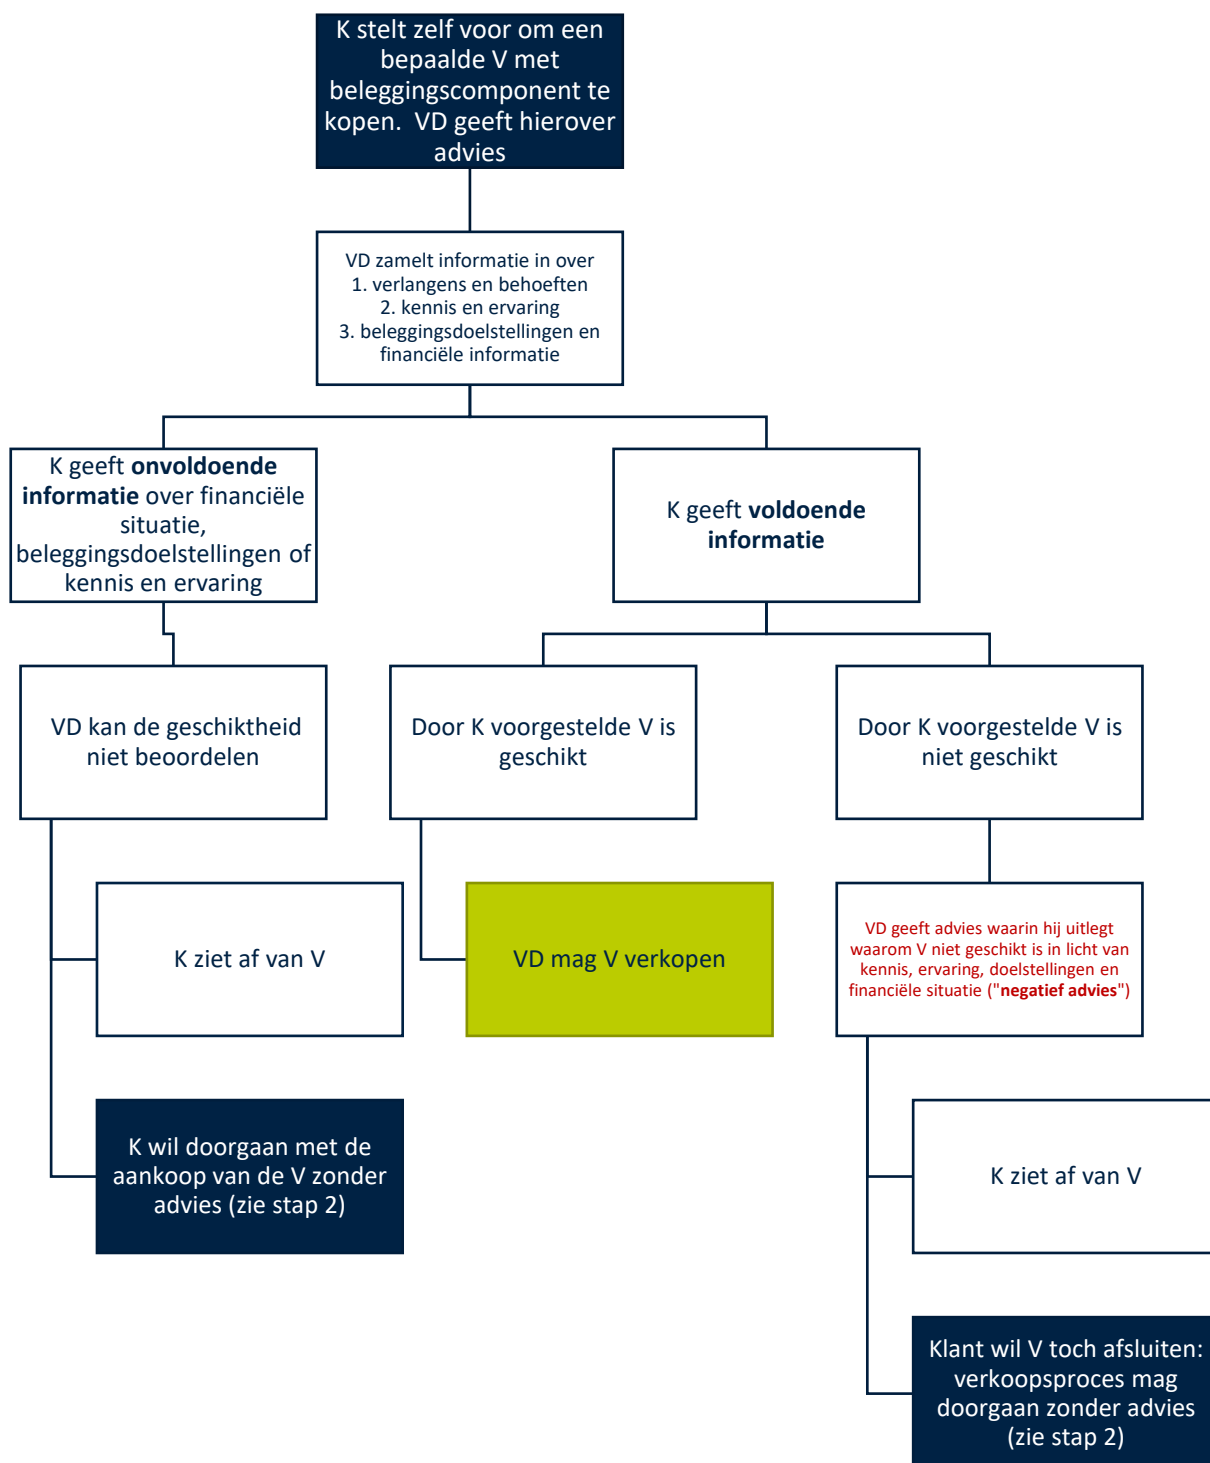 K stelt zelf voor om een
bepaalde V met
beleggingscomponent te
kopen.  VD geeft hierover
advies
VD zamelt informatie in over
1. verlangens en behoeften
2. kennis en ervaring
3. beleggingsdoelstellingen en
financiële informatie
K geeft onvoldoende
informatie over financiële
situatie,
beleggingsdoelstellingen of
kennis en ervaring
K geeft voldoende
informatie
VD kan de geschiktheid
niet beoordelen
Door K voorgestelde V is
geschikt
Door K voorgestelde V is
niet geschikt
K ziet af van V
VD mag V verkopen
VD geeft advies waarin hij uitlegt
waarom V niet geschikt is in licht van
kennis, ervaring, doelstellingen en
financiële situatie ("negatief advies")
K wil doorgaan met de
aankoop van de V zonder
advies (zie stap 2)
K ziet af van V
Klant wil V toch afsluiten:
verkoopsproces mag
doorgaan zonder advies
(zie stap 2)